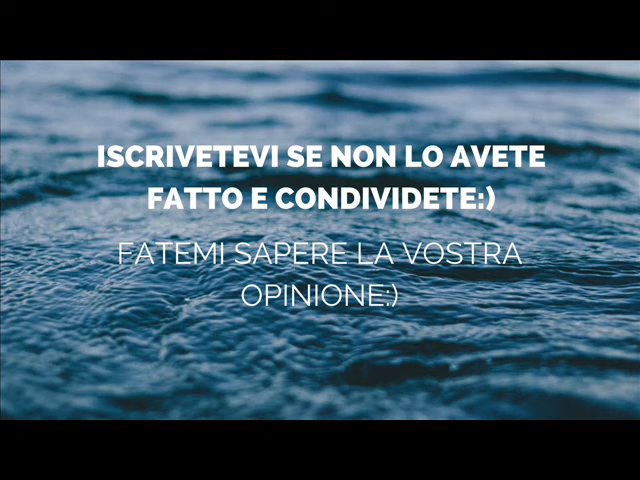 ISCRIVETEVI SE NON LO AVETE
FATTO E CONDIVIDETE:)
FATEMI SAPERE LA VOSTRA
OPINIONE:)